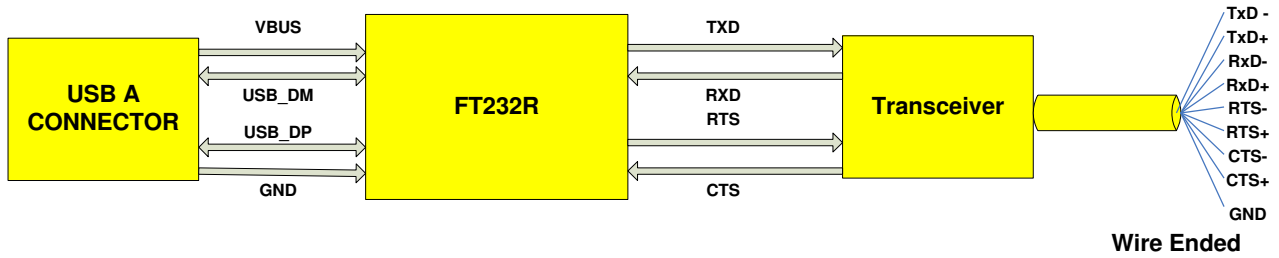 USB A
CONNECTOR
VBUS
USB_DM
USB_DP
GND
FT232R
TXD
RXD
RTS
CTS
Transceiver
TxD -
TxD+
RxD-
RxD+
RTS-
RTS+
CTS-
CTS+
GND
Wire Ended